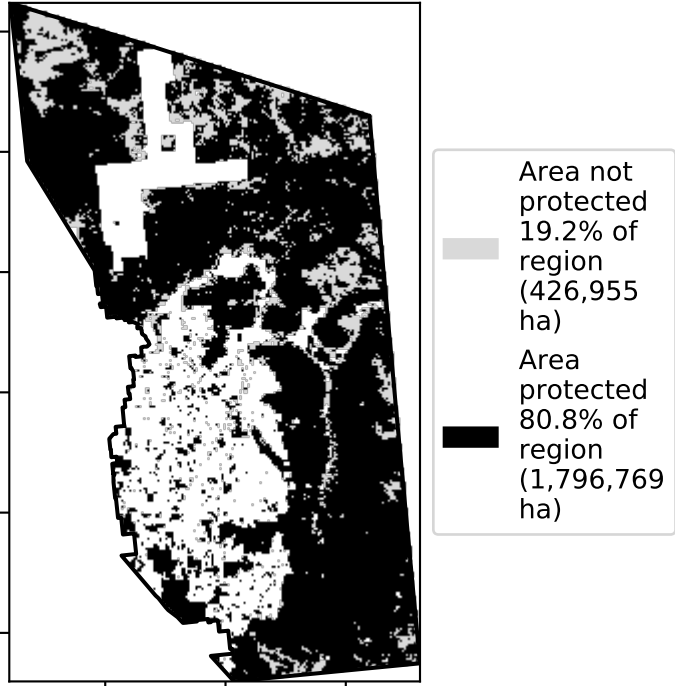 Area not
protected
19.2% of
region
(426,955
ha)
Area
protected
80.8% of
region
(1,796,769
ha)